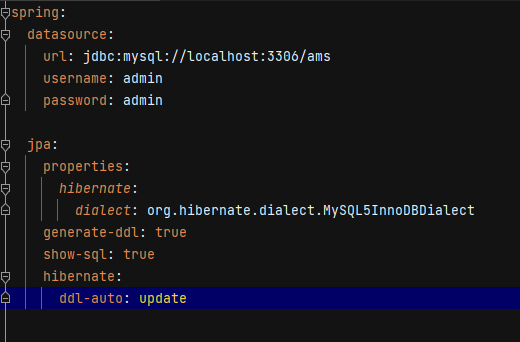 spring:
  datasource:
    url: jdbc:mysql://localhost:3306/ams
    username: admin
    password: admin

  jpa:
    properties:
      hibernate:
        dialect: org.hibernate.dialect.MySQL5InnoDBDialect
    generate-ddl: true
    show-sql: true
    hibernate:
      ddl-auto: update